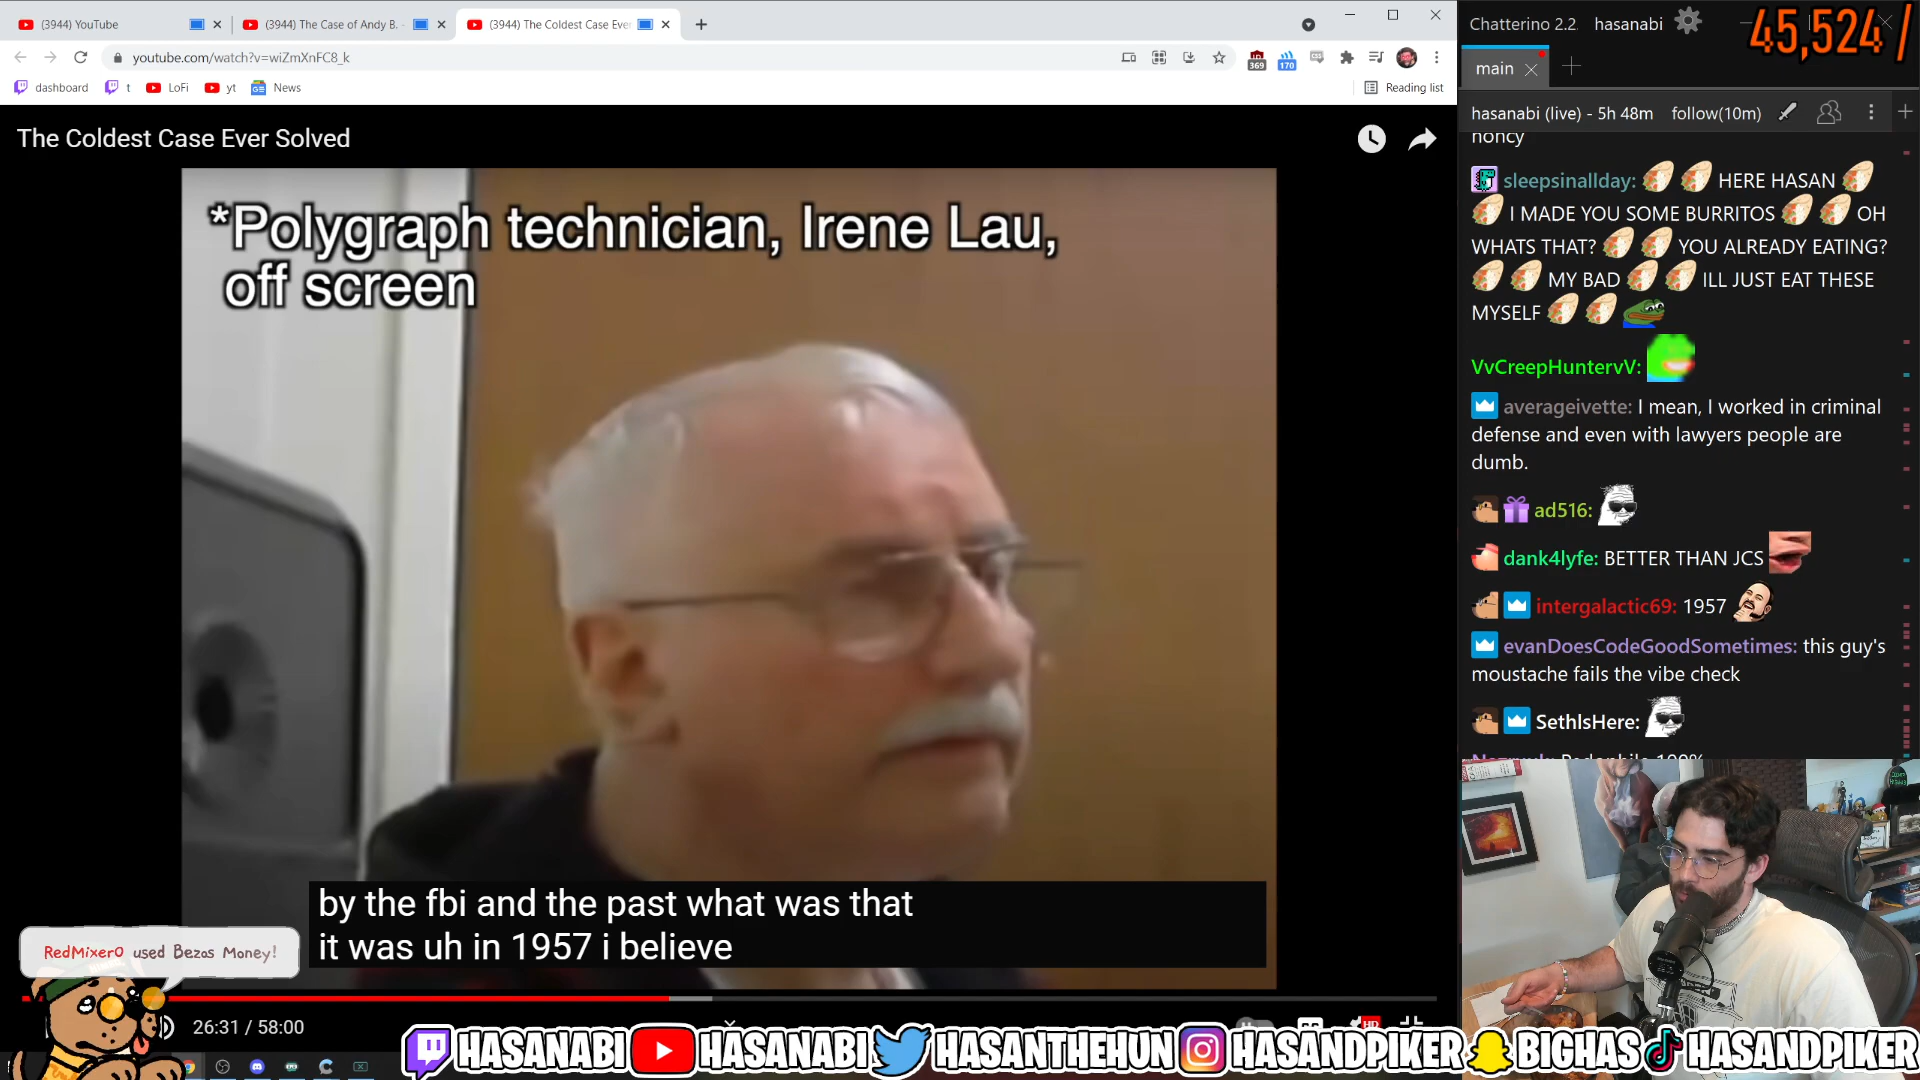 (3944) YouTube
(3944) The Case of Andy B.
(3944) The Coldest Case Ever
youtube.com/watch?v=wiZmXnFC8_k
369
170
dashboard
t
LoFi
yt
News
Reading list
The Coldest Case Ever Solved
*Polygraph technician, Irene Lau,
off screen
by the fbi and the past what was that
it was uh in 1957 i believe
RedMixer0 used Bezos Money!
26:31 / 58:00
HD
HASANABI
HASANABI
HASANTHEHUN
HASANDPIKER
BIGHAS
HASANDPIKER
Chatterino 2.2
hasanabi
45,524 /
main
hasanabi (live) - 5h 48m
follow(10m)
noncy
sleepsinallday: HERE HASAN
I MADE YOU SOME BURRITOS OH
WHATS THAT? YOU ALREADY EATING?
MY BAD ILL JUST EAT THESE
MYSELF
VvCreepHuntervV:
averageivette: I mean, I worked in criminal
defense and even with lawyers people are
dumb.
ad516:
dank4lyfe: BETTER THAN JCS
intergalactic69: 1957
evanDoesCodeGoodSometimes: this guy's
moustache fails the vibe check
SethIsHere: